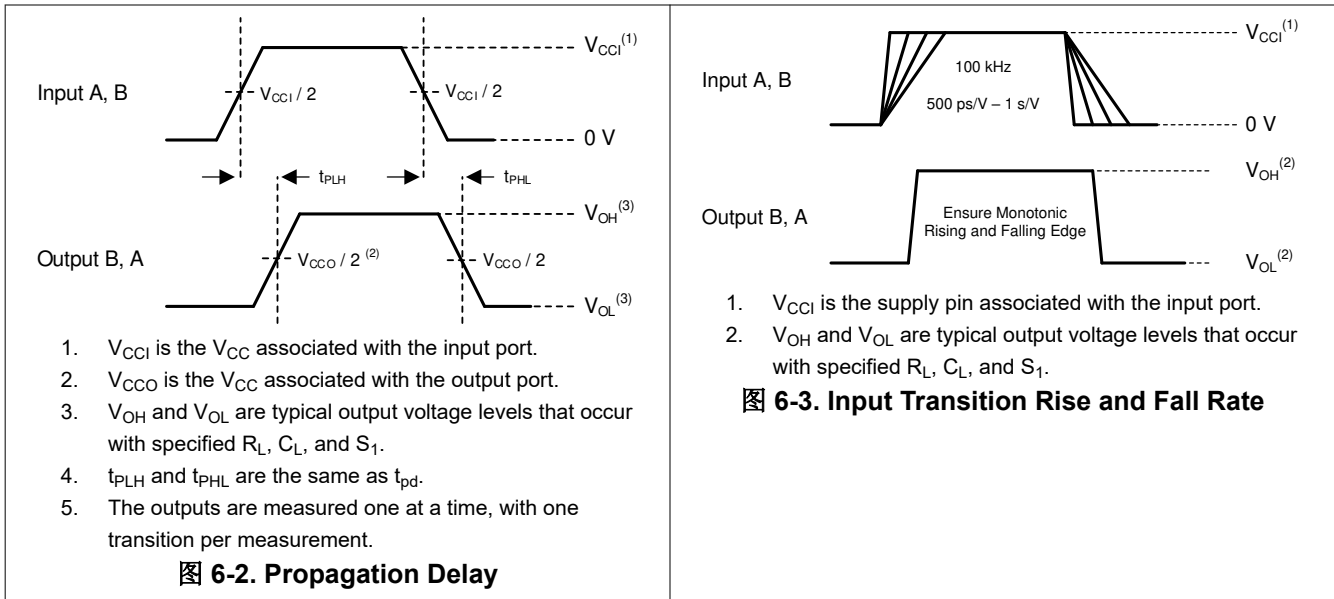 V_CCI^(1)
Input A, B
V_CCI / 2
V_CCI / 2
0 V
t_PLH
t_PHL
V_OH^(3)
Output B, A
V_CCO / 2 ^(2)
V_CCO / 2
V_OL^(3)
1. V_CCI is the V_CC associated with the input port.
2. V_CCO is the V_CC associated with the output port.
3. V_OH and V_OL are typical output voltage levels that occur
with specified R_L, C_L, and S_1.
4. t_PLH and t_PHL are the same as t_pd.
5. The outputs are measured one at a time, with one
transition per measurement.
图 6-2. Propagation Delay
V_CCI^(1)
Input A, B
100 kHz
500 ps/V – 1 s/V
0 V
V_OH^(2)
Output B, A
Ensure Monotonic
Rising and Falling Edge
V_OL^(2)
1. V_CCI is the supply pin associated with the input port.
2. V_OH and V_OL are typical output voltage levels that occur
with specified R_L, C_L, and S_1.
图 6-3. Input Transition Rise and Fall Rate